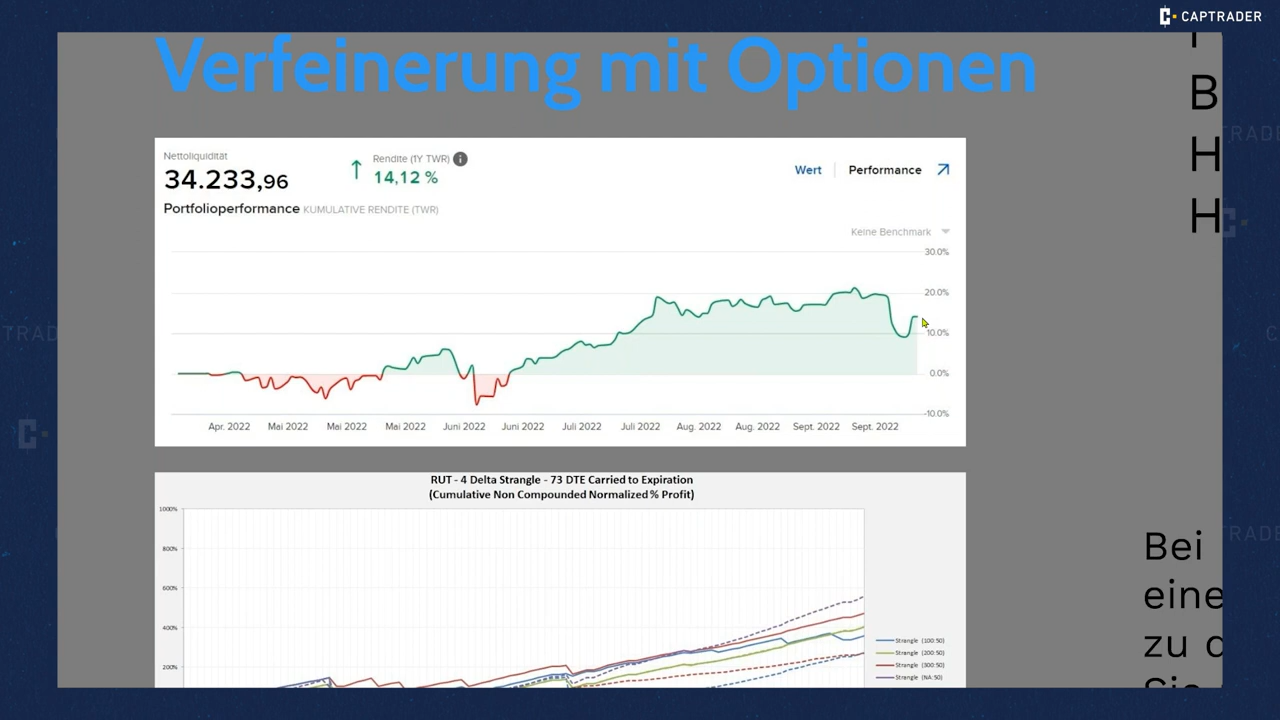 CAPTRADER
Verfeinerung mit Optionen
B
H
H
Nettoliquidität
34.233,96
Rendite (1Y TWR)
14,12 %
Wert
Performance
Portfolioperformance KUMULATIVE RENDITE (TWR)
Keine Benchmark
30.0%
20.0%
10.0%
0.0%
-10.0%
Apr. 2022
Mai 2022
Mai 2022
Mai 2022
Juni 2022
Juni 2022
Juli 2022
Juli 2022
Aug. 2022
Aug. 2022
Sept. 2022
Sept. 2022
RUT - 4 Delta Strangle - 73 DTE Carried to Expiration
(Cumulative Non Compounded Normalized % Profit)
1000%
800%
600%
400%
200%
Strangle (100:50)
Strangle (200:50)
Strangle (300:50)
Strangle (NA:50)
Bei
eine
zu